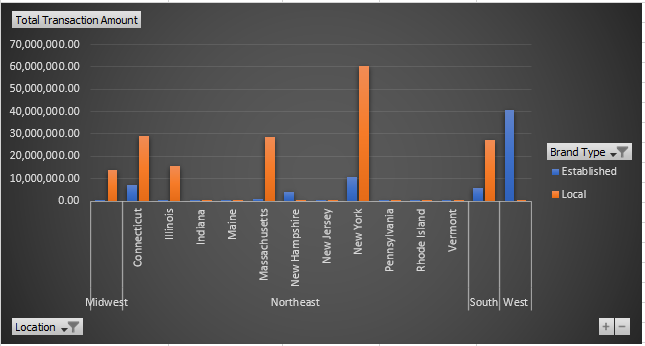 Total Transaction Amount
70,000,000.00
60,000,000.00
50,000,000.00
40,000,000.00
30,000,000.00
20,000,000.00
10,000,000.00
0.00
Brand Type
Established
Local
Connecticut
Illinois
Indiana
Maine
Massachusetts
New Hampshire
New Jersey
New York
Pennsylvania
Rhode Island
Vermont
Midwest
Northeast
South
West
Location
+ −